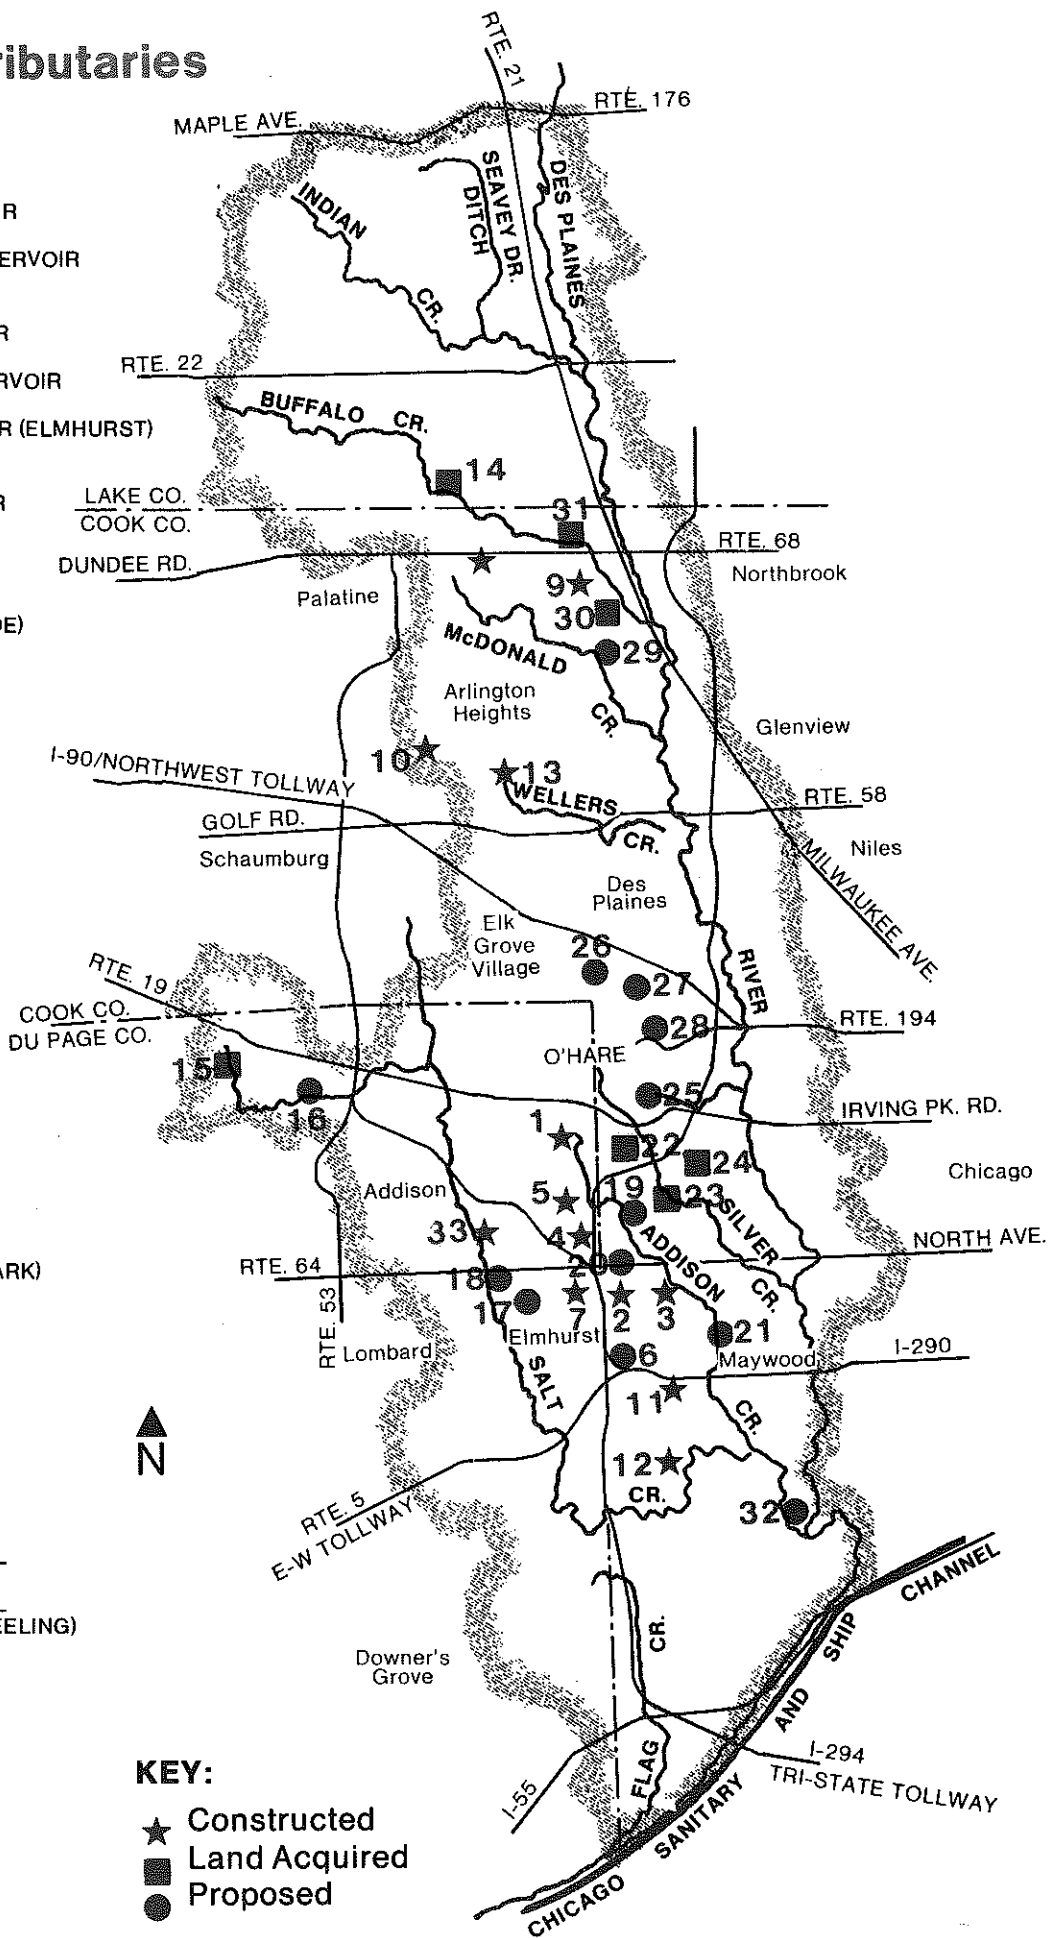 ributaries
RTE. 21
RTE. 176
MAPLE AVE.
SEAVEY DR.
DITCH
DES PLAINES
INDIAN
CR.
R
ERVOIR
R
RTE. 22
RVOIR
BUFFALO CR.
R (ELMHURST)
14
R
LAKE CO.
COOK CO.
31
DUNDEE RD.
RTE. 68
Northbrook
9
Palatine
30
DE)
McDONALD
29
CR.
Arlington
Heights
Glenview
10
I-90/NORTHWEST TOLLWAY
13
WELLERS
CR.
RTE. 58
GOLF RD.
Schaumburg
Niles
MILWAUKEE AVE.
Des
Plaines
Elk
Grove
Village
26
RTE. 19
27
RIVER
COOK CO.
DU PAGE CO.
28
RTE. 194
O'HARE
15
16
25
IRVING PK. RD.
1
22
24
Chicago
Addison
5
19
23
SILVER
CR.
33
4
ADDISON
NORTH AVE.
ARK)
RTE. 64
18
20
17
7
2
3
RTE. 53
Lombard
Elmhurst
21
Maywood
6
I-290
SALT
11
CR.
N
12
CR.
32
RTE. 5
E-W TOLLWAY
CHANNEL
EELING)
CR.
SHIP
Downer's
Grove
AND
KEY:
I-294
TRI-STATE TOLLWAY
FLAG
I-55
Constructed
SANITARY
Land Acquired
Proposed
CHICAGO